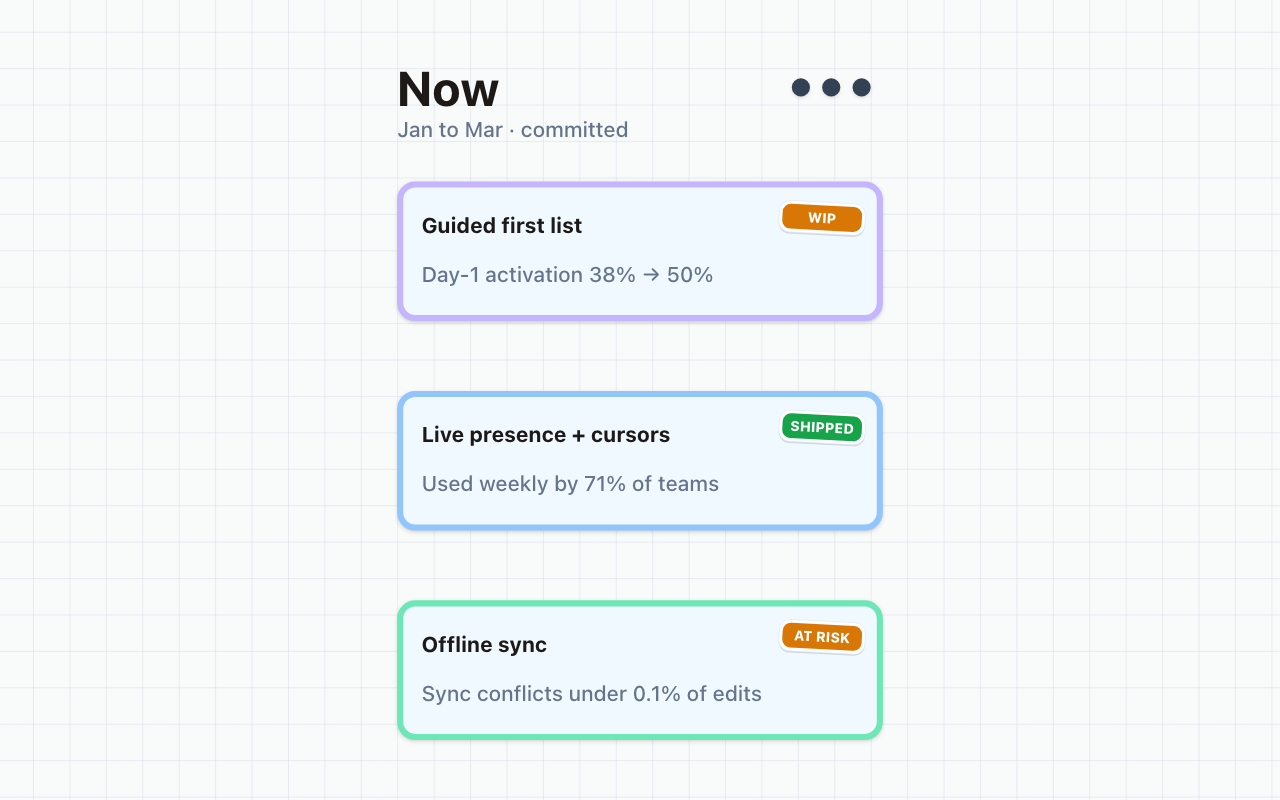 Now
Jan to Mar · committed
Guided first list
WIP
Day-1 activation 38% → 50%
Live presence + cursors
SHIPPED
Used weekly by 71% of teams
Offline sync
AT RISK
Sync conflicts under 0.1% of edits